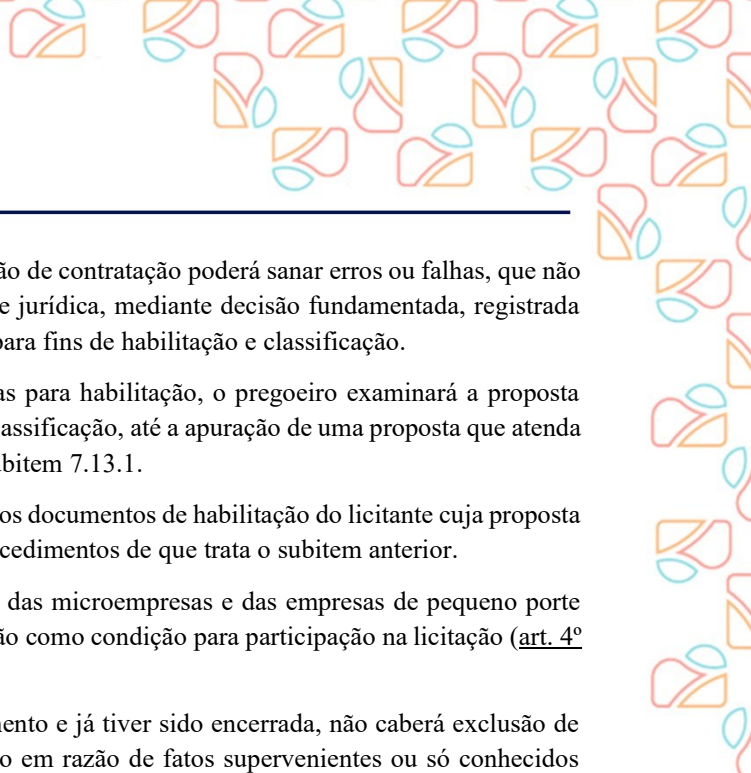 ão de contratação poderá sanar erros ou falhas, que não
e jurídica, mediante decisão fundamentada, registrada
para fins de habilitação e classificação.
as para habilitação, o pregoeiro examinará a proposta
lassificação, até a apuração de uma proposta que atenda
ubitem 7.13.1.
os documentos de habilitação do licitante cuja proposta
cedimentos de que trata o subitem anterior.
das microempresas e das empresas de pequeno porte
ão como condição para participação na licitação (art. 4º
nento e já tiver sido encerrada, não caberá exclusão de
o em razão de fatos supervenientes ou só conhecidos